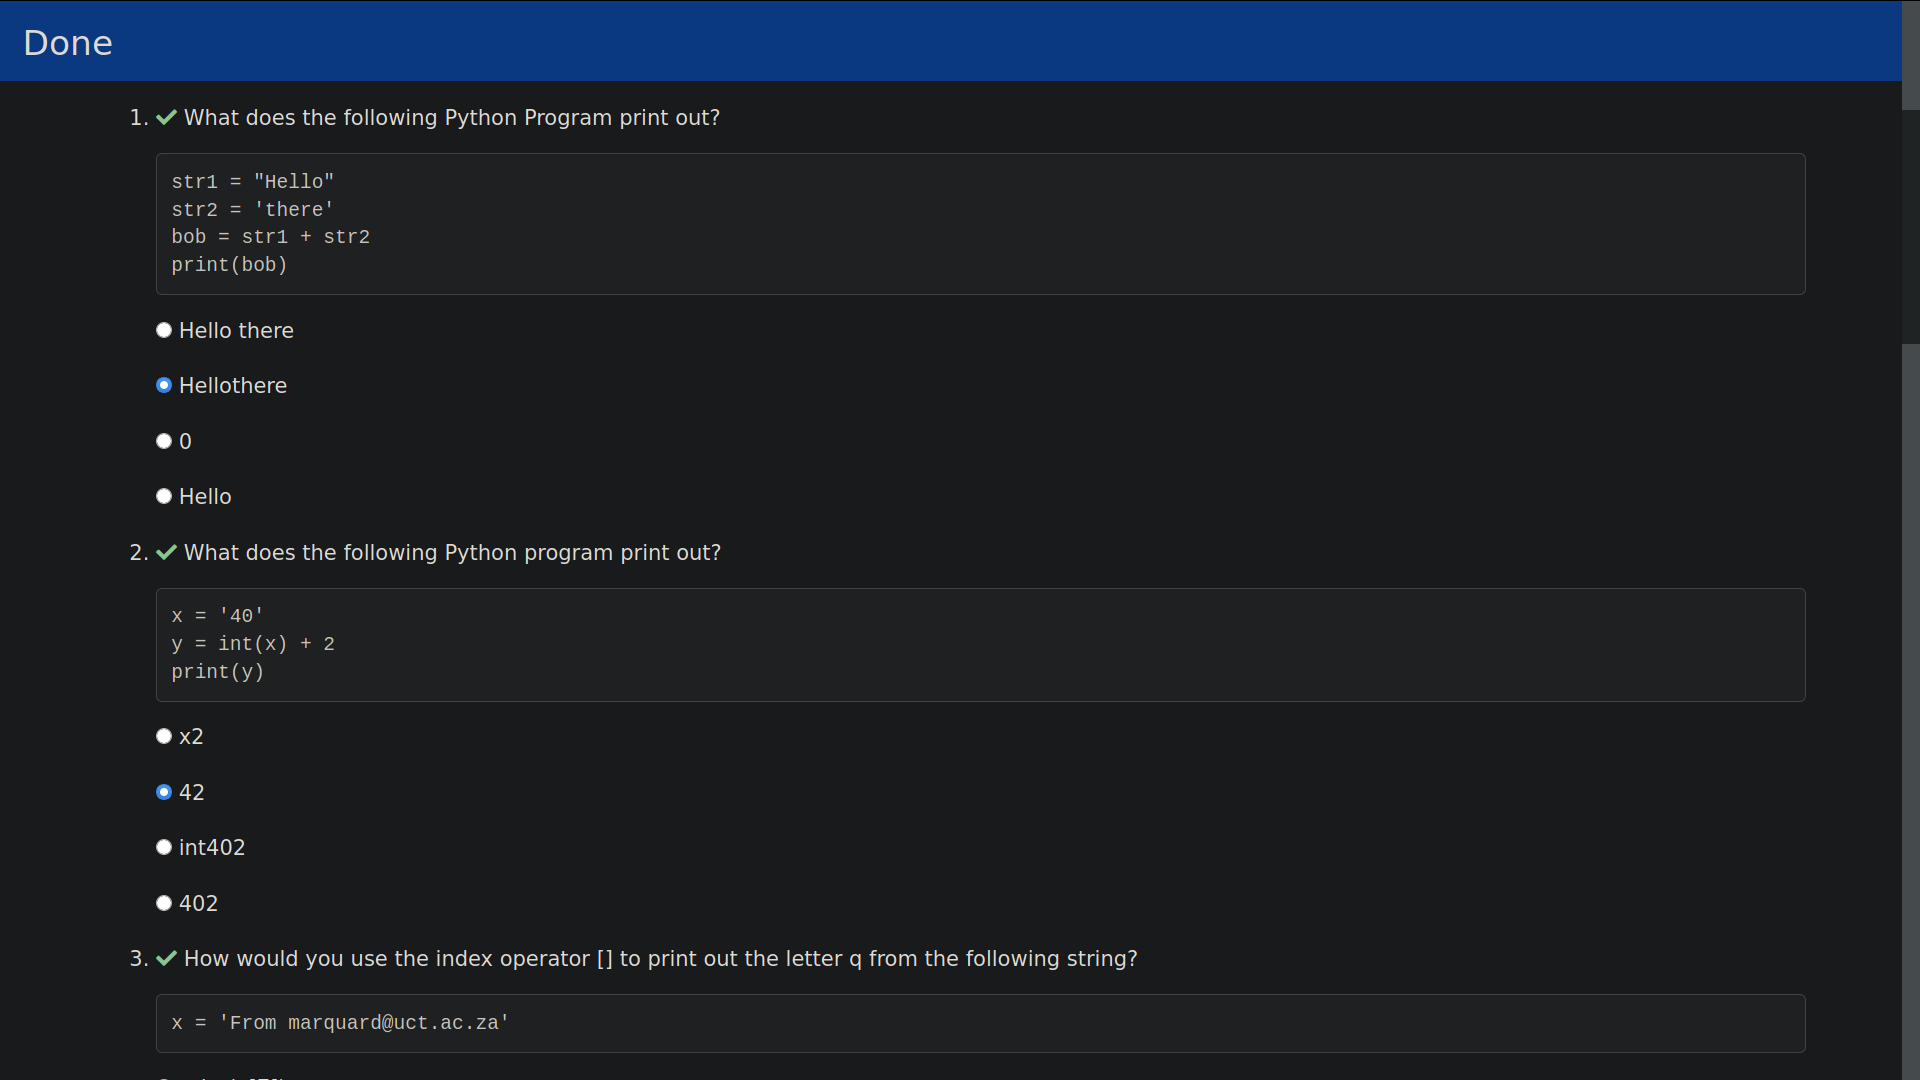 Done
1. What does the following Python Program print out?
str1 = "Hello"
str2 = 'there'
bob = str1 + str2
print(bob)
Hello there
Hellothere
0
Hello
2. What does the following Python program print out?
x = '40'
y = int(x) + 2
print(y)
x2
42
int402
402
3. How would you use the index operator [] to print out the letter q from the following string?
x = 'From marquard@uct.ac.za'